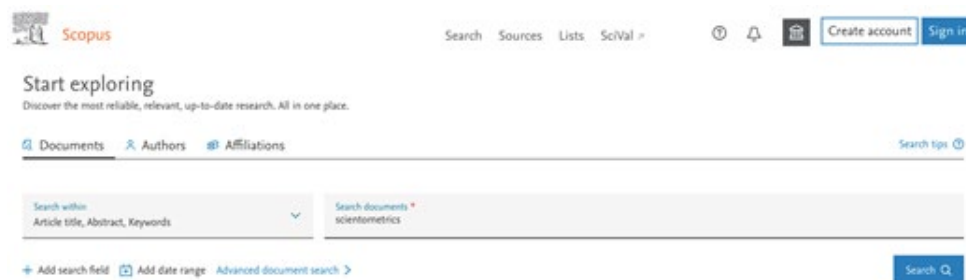 Scopus
Search Sources Lists SciVal ↗
Create account Sign in
Start exploring
Discover the most reliable, relevant, up-to-date research. All in one place.
Documents Authors Affiliations
Search tips
Search within
Article title, Abstract, Keywords
Search documents *
scientometrics
+ Add search field Add date range Advanced document search >
Search